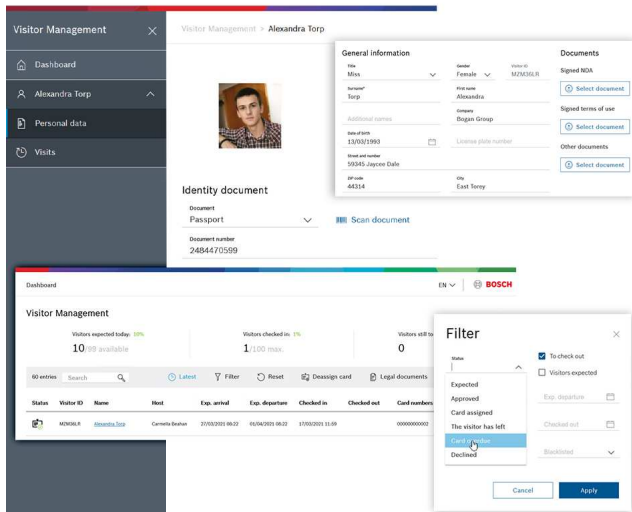 Visitor Management
Visitor Management > Alexandra Torp
Dashboard
Alexandra Torp
Personal data
Visits
General information
Title
Miss
Gender
Female
Visitor ID
MZM36LR
Surname*
Torp
First name
Alexandra
Additional names
Company
Bogan Group
Date of birth
13/03/1993
License plate number
Street and number
59345 Jaycee Dale
ZIP code
44314
City
East Torey
Documents
Signed NDA
Select document
Signed terms of use
Select document
Other documents
Select document
Identity document
Document
Passport
Scan document
Document number
2484470599
Dashboard
EN
BOSCH
Visitor Management
Visitors expected today: 10%
10/99 available
Visitors checked in: 1%
1/100 max.
Visitors still to
0
60 entries
Search
Latest
Filter
Reset
Deassign card
Legal documents
Status Visitor ID Name Host Exp. arrival Exp. departure Checked in Checked out Card numbers
MZM36LR Alexandra Torp Carmella Beahan 27/03/2021 08:22 01/04/2021 08:22 17/03/2021 11:59 000000000002
Filter
Status
To check out
Visitors expected
Expected
Approved
Card assigned
The visitor has left
Card overdue
Declined
Exp. departure
Checked out
Blacklisted
Cancel
Apply